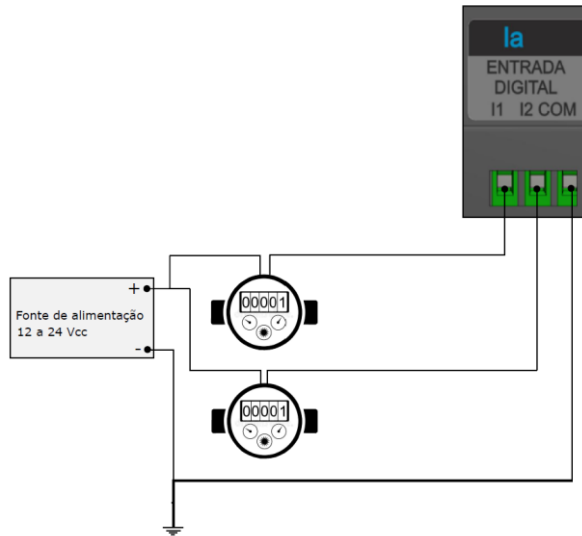 Ia
ENTRADA
DIGITAL
I1 I2 COM
+
Fonte de alimentação
12 a 24 Vcc
-
00001
00001